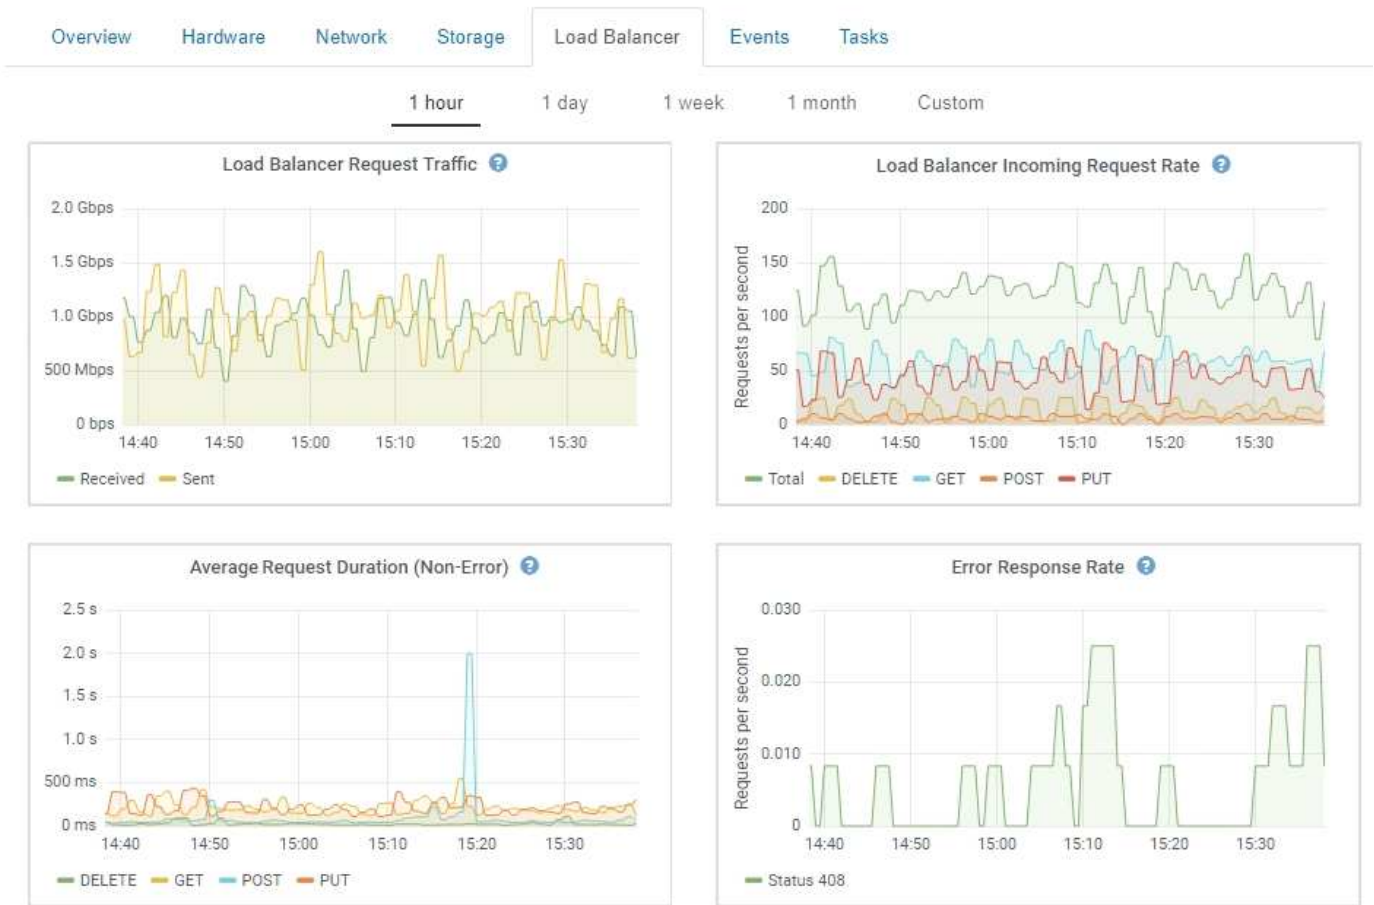 Overview Hardware Network Storage Load Balancer Events Tasks
1 hour 1 day 1 week 1 month Custom
Load Balancer Request Traffic ?
2.0 Gbps
1.5 Gbps
1.0 Gbps
500 Mbps
0 bps
14:40 14:50 15:00 15:10 15:20 15:30
Received Sent
Load Balancer Incoming Request Rate ?
Requests per second
200
150
100
50
0
14:40 14:50 15:00 15:10 15:20 15:30
Total DELETE GET POST PUT
Average Request Duration (Non-Error) ?
2.5 s
2.0 s
1.5 s
1.0 s
500 ms
0 ms
14:40 14:50 15:00 15:10 15:20 15:30
DELETE GET POST PUT
Error Response Rate ?
Requests per second
0.030
0.020
0.010
0
14:40 14:50 15:00 15:10 15:20 15:30
Status 408